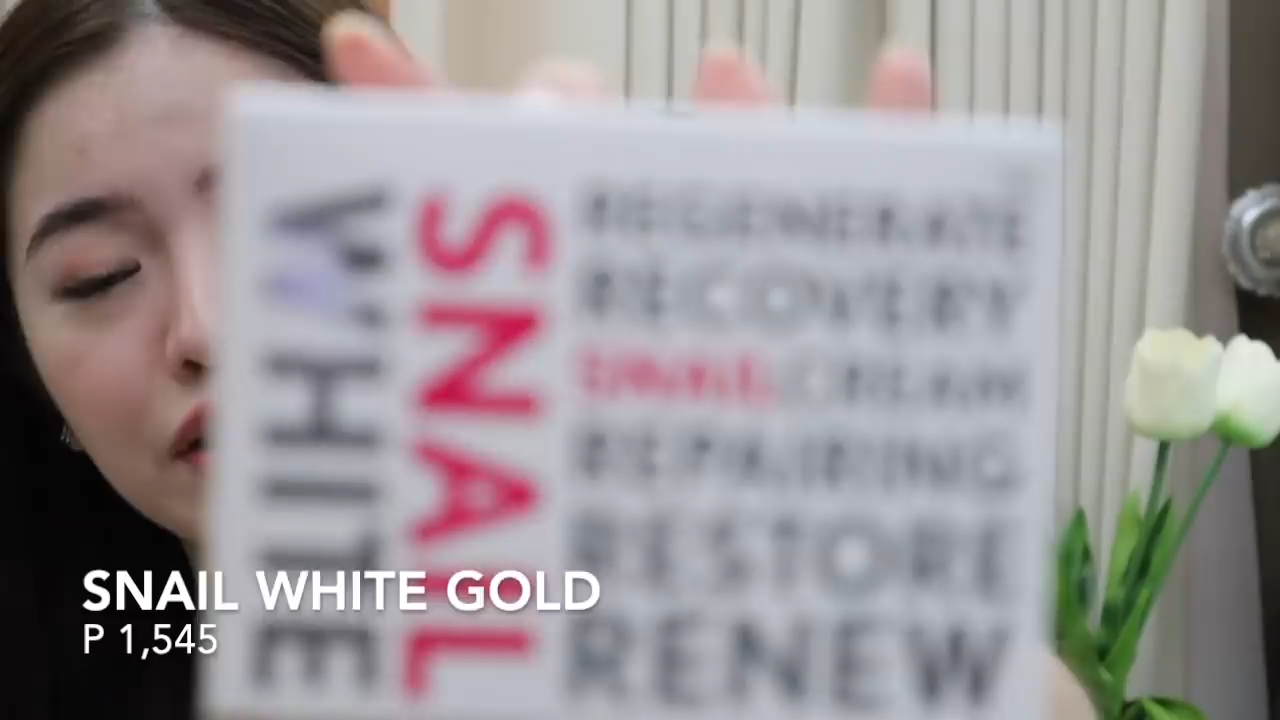 WHITE
SNAIL
REGENERATE
RECOVERY
SNAIL CREAM
REPAIRING
RESTORE
RENEW
SNAIL WHITE GOLD
P 1,545